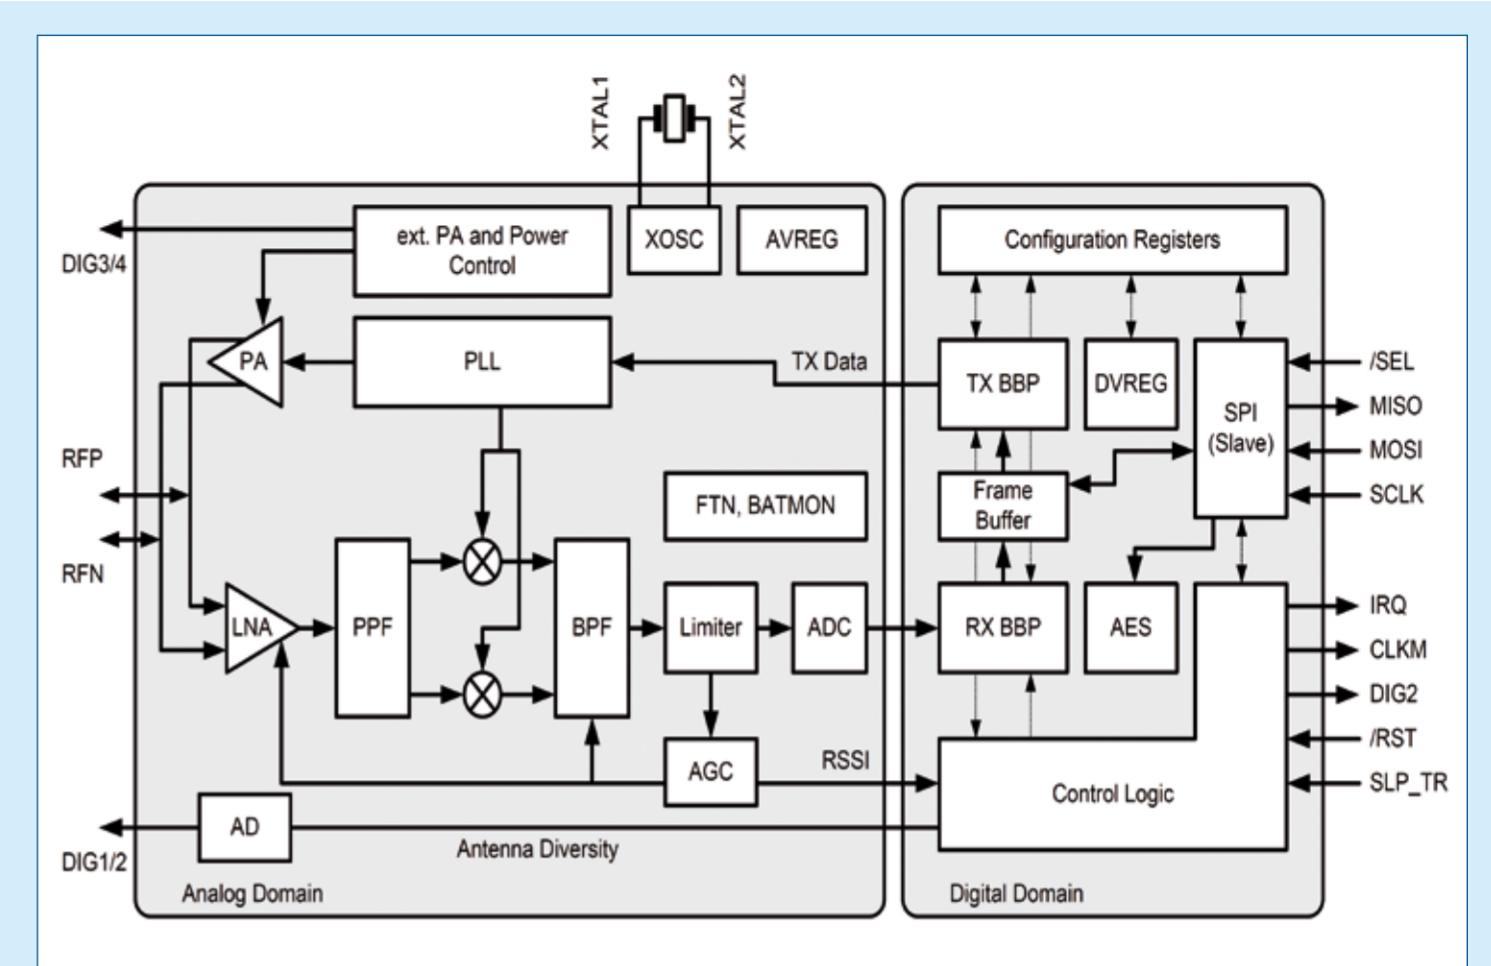 XTAL1
XTAL2
DIG3/4
ext. PA and Power
Control
XOSC
AVREG
Configuration Registers
PA
PLL
TX Data
TX BBP
DVREG
SPI
(Slave)
/SEL
MISO
MOSI
SCLK
RFP
RFN
FTN, BATMON
Frame
Buffer
LNA
PPF
BPF
Limiter
ADC
RX BBP
AES
IRQ
CLKM
DIG2
/RST
SLP_TR
AGC
RSSI
Control Logic
AD
DIG1/2
Antenna Diversity
Analog Domain
Digital Domain